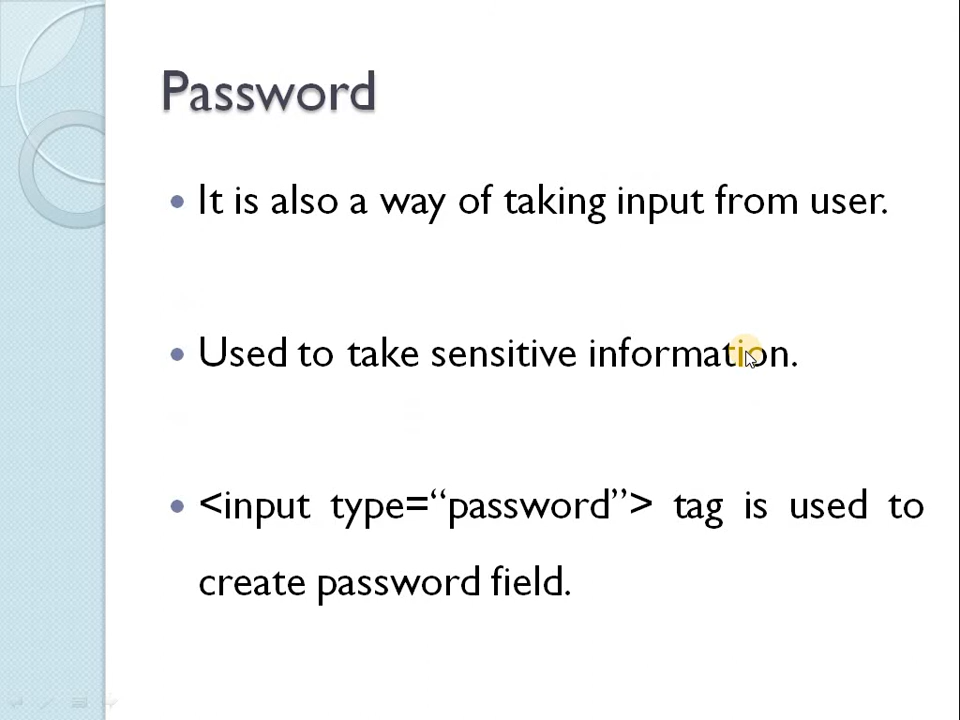 Password
• It is also a way of taking input from user.
• Used to take sensitive information.
• <input type=“password”> tag is used to
create password field.